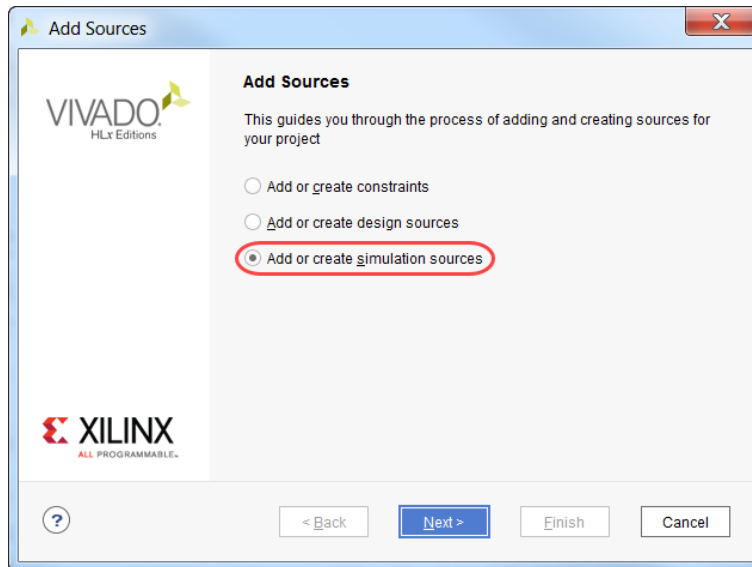 Add Sources
X
VIVADO.
HLx Editions
Add Sources
This guides you through the process of adding and creating sources for
your project
Add or create constraints
Add or create design sources
Add or create simulation sources
XILINX
ALL PROGRAMMABLE.
?
< Back
Next >
Finish
Cancel